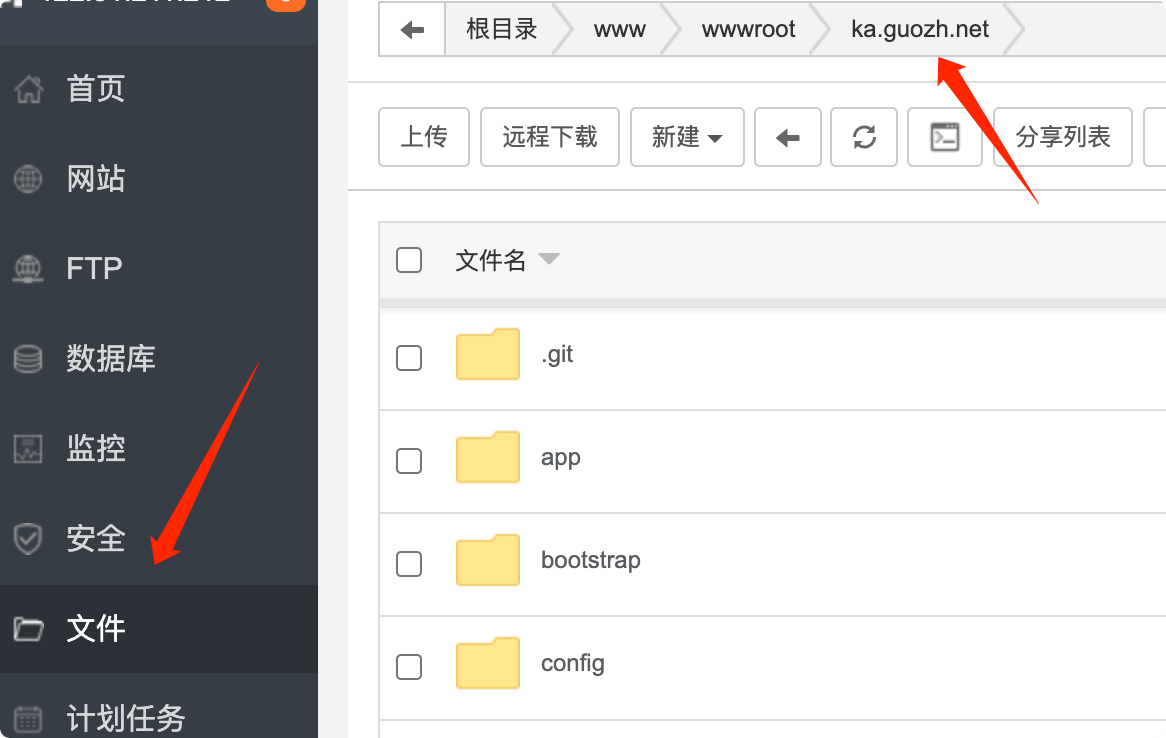 根目录 www wwwroot ka.guozh.net
首页
上传 远程下载 新建 分享列表
网站
FTP
文件名
数据库
.git
监控
app
安全
bootstrap
文件
config
计划任务